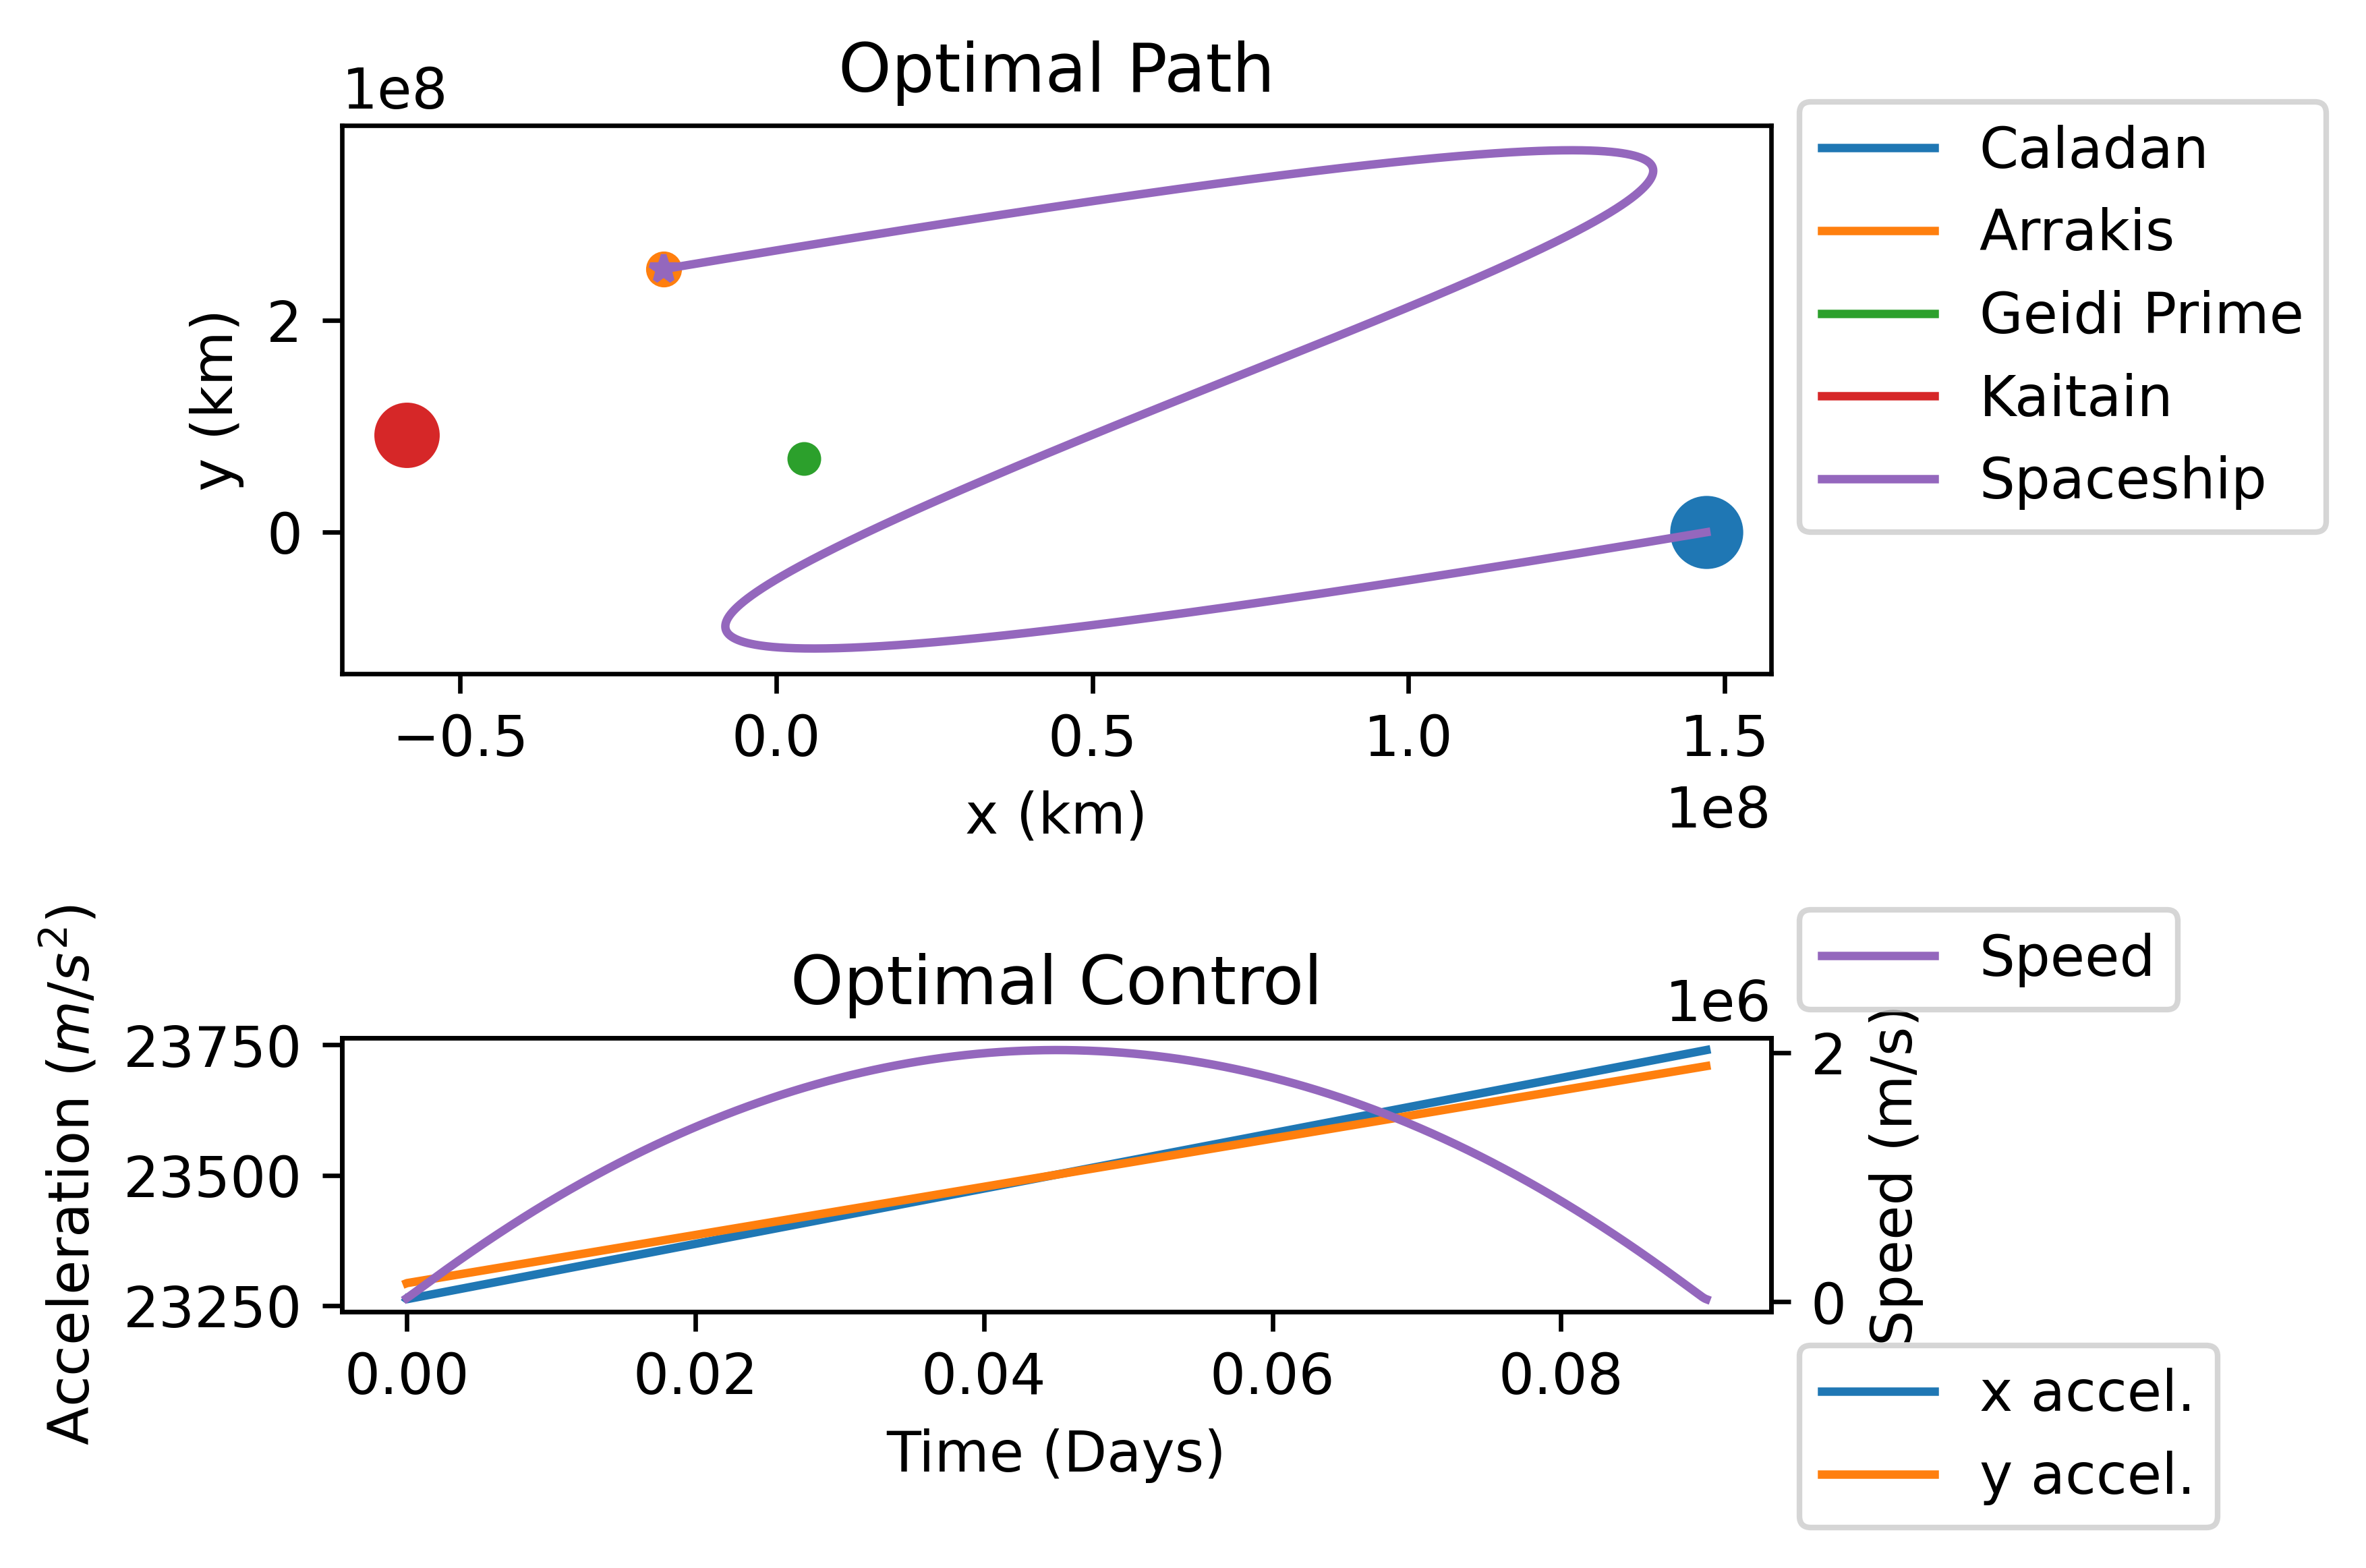 Optimal Path
1e8
2
0
y (km)
−0.5 0.0 0.5 1.0 1.5
1e8
x (km)
Caladan
Arrakis
Geidi Prime
Kaitain
Spaceship
Optimal Control
1e6
23750
23500
23250
Acceleration (m/s²)
2
0
Speed (m/s)
0.00 0.02 0.04 0.06 0.08
Time (Days)
Speed
x accel.
y accel.